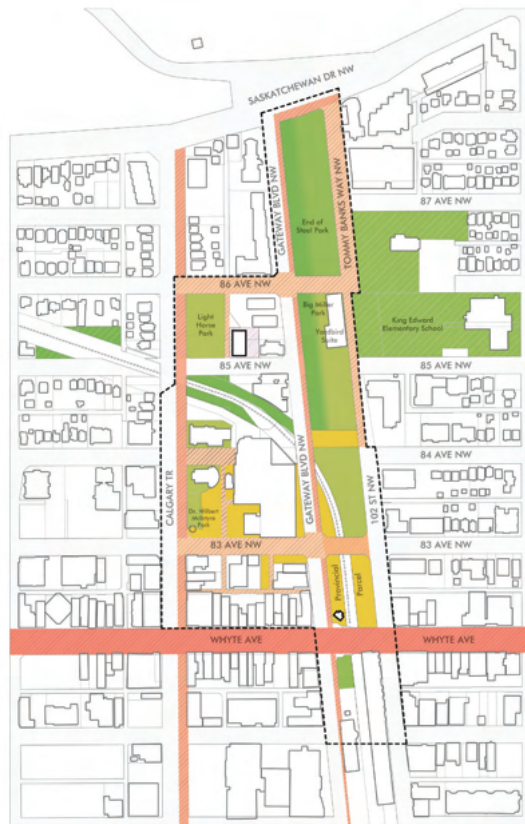 SASKATCHEWAN DR NW
87 AVE NW
GATEWAY BLVD NW
TOMMY BANKS WAY NW
End of
Steel Park
86 AVE NW
Big Miller
Park
Light
Horse
Park
Yardbird
Suite
King Edward
Elementary School
85 AVE NW
85 AVE NW
CALGARY TR
GATEWAY BLVD NW
102 ST NW
84 AVE NW
Dr. Wilbert
McIntyre
Park
83 AVE NW
83 AVE NW
Provincial
Parcel
WHYTE AVE
WHYTE AVE